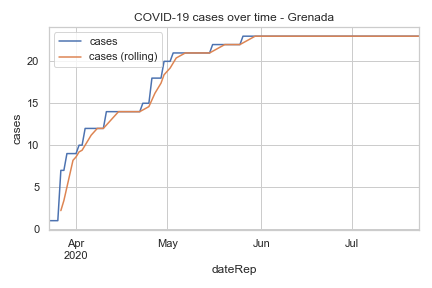 COVID-19 cases over time - Grenada
cases
cases (rolling)
cases
20
15
10
5
0
Apr
2020
May
Jun
Jul
dateRep